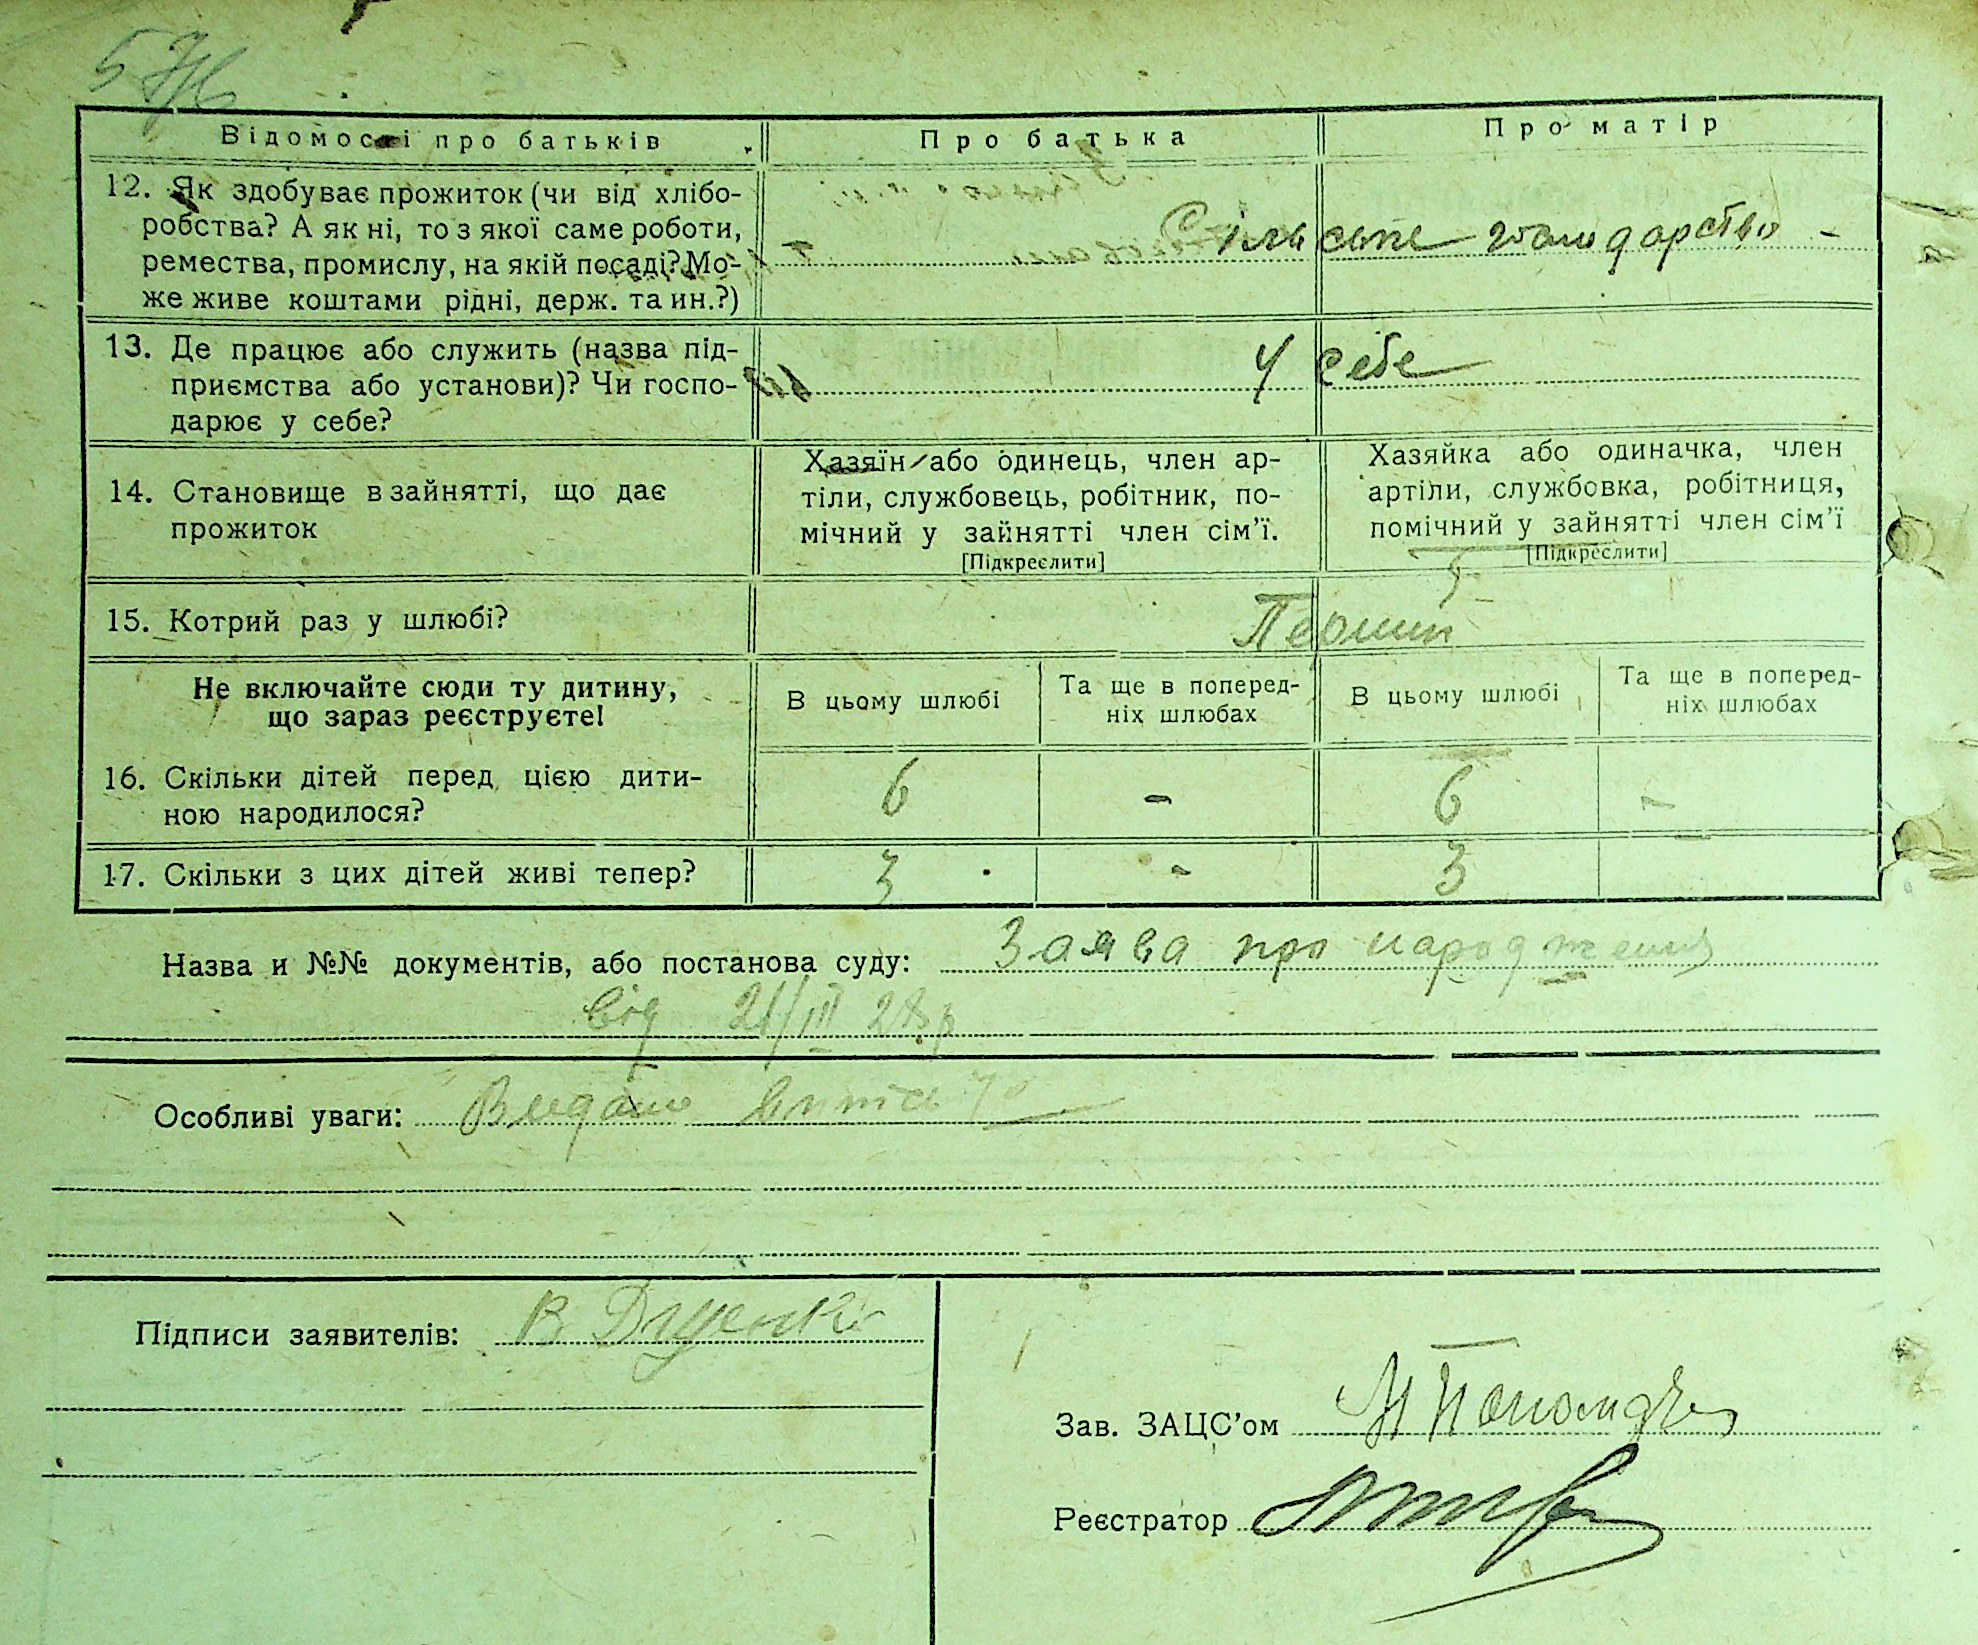 Відомості про батьків
Про батька
Про матір
12. Як здобуває прожиток (чи від хлібо-
робства? А як ні, то з якої саме роботи,
ремества, промислу, на якій посаді? Мо-
же живе коштами рідні, держ. та ин.?)
Сільське господарство -
13. Де працює або служить (назва під-
приємства або установи)? Чи госпо-
дарює у себе?
У себе
14. Становище в зайнятті, що дає
прожиток
Хазяїн або одинець, член ар-
тіли, службовець, робітник, по-
мічний у зайнятті член сім'ї.
[Підкреслити]
Хазяйка або одиначка, член
артіли, службовка, робітниця,
помічний у зайнятті член сім'ї
[Підкреслити]
15. Котрий раз у шлюбі?
Перший
Не включайте сюди ту дитину,
що зараз реєструєте!
В цьому шлюбі
Та ще в поперед-
ніх шлюбах
В цьому шлюбі
Та ще в поперед-
ніх шлюбах
16. Скільки дітей перед цією дити-
ною народилося?
6 - 6 -
17. Скільки з цих дітей живі тепер?
3 - 3
Назва и №№ документів, або постанова суду: Заява про народження
від 21/III 28р
Особливі уваги: Видано
Підписи заявителів:
Зав. ЗАЦС'ом
Реєстратор